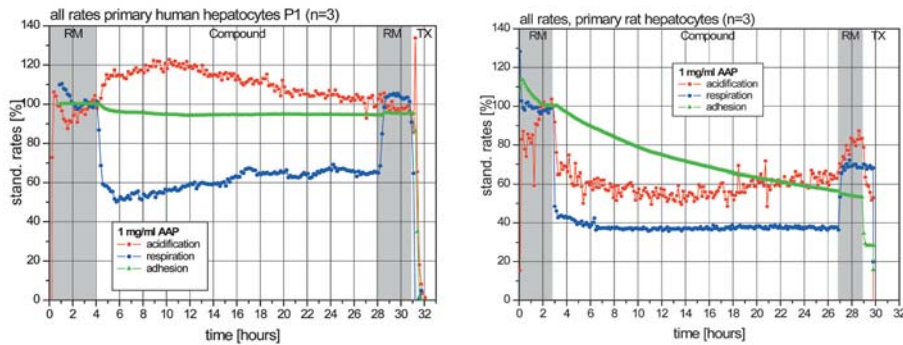 all rates primary human hepatocytes P1 (n=3)
RM Compound RM TX
140
120
100
80
60
40
20
0
stand. rates [%]
1 mg/ml AAP
acidification
respiration
adhesion
0 2 4 6 8 10 12 14 16 18 20 22 24 26 28 30 32
time [hours]
all rates, primary rat hepatocytes (n=3)
RM Compound RM TX
140
120
100
80
60
40
20
0
stand. rates [%]
1 mg/ml AAP
acidification
respiration
adhesion
0 2 4 6 8 10 12 14 16 18 20 22 24 26 28 30 32
time [hours]